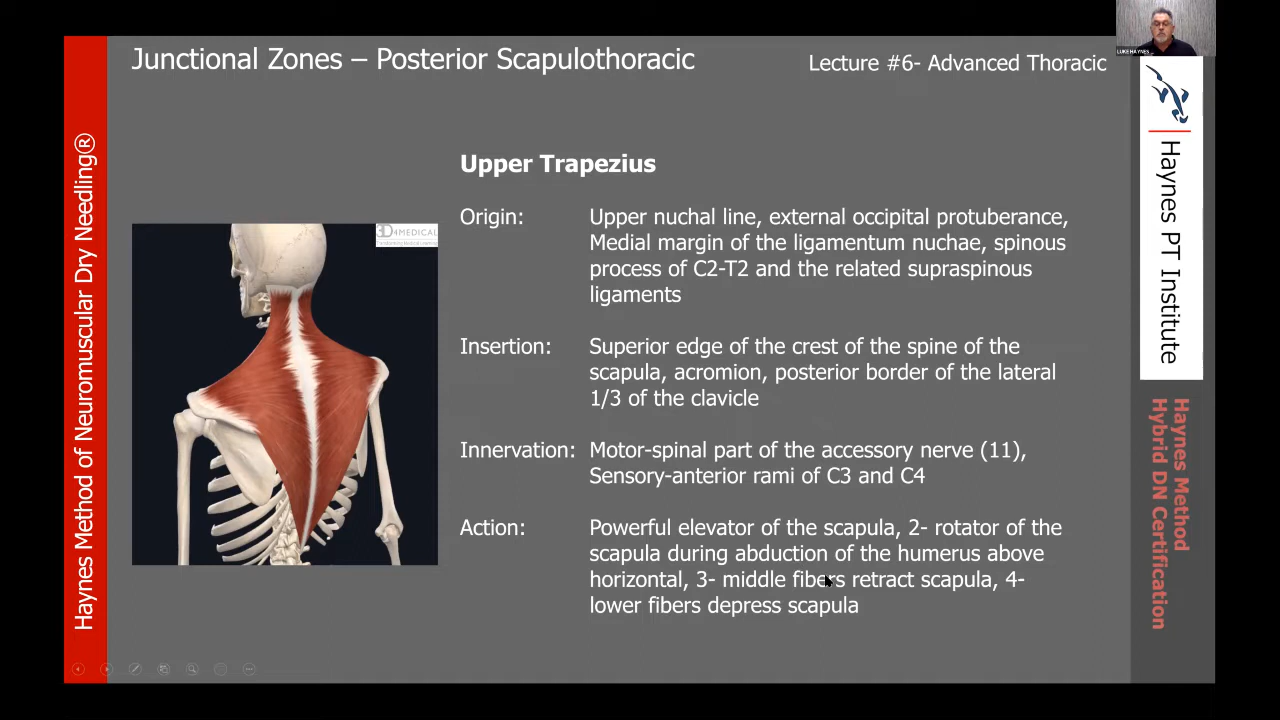 Junctional Zones – Posterior Scapulothoracic
Lecture #6- Advanced Thoracic
LUKE HAYNES
Haynes Method of Neuromuscular Dry Needling®
3D4MEDICAL
Upper Trapezius
Origin: Upper nuchal line, external occipital protuberance,
Medial margin of the ligamentum nuchae, spinous
process of C2-T2 and the related supraspinous
ligaments
Insertion: Superior edge of the crest of the spine of the
scapula, acromion, posterior border of the lateral
1/3 of the clavicle
Innervation: Motor-spinal part of the accessory nerve (11),
Sensory-anterior rami of C3 and C4
Action: Powerful elevator of the scapula, 2- rotator of the
scapula during abduction of the humerus above
horizontal, 3- middle fibers retract scapula, 4-
lower fibers depress scapula
Haynes PT Institute
Haynes Method
Hybrid DN Certification